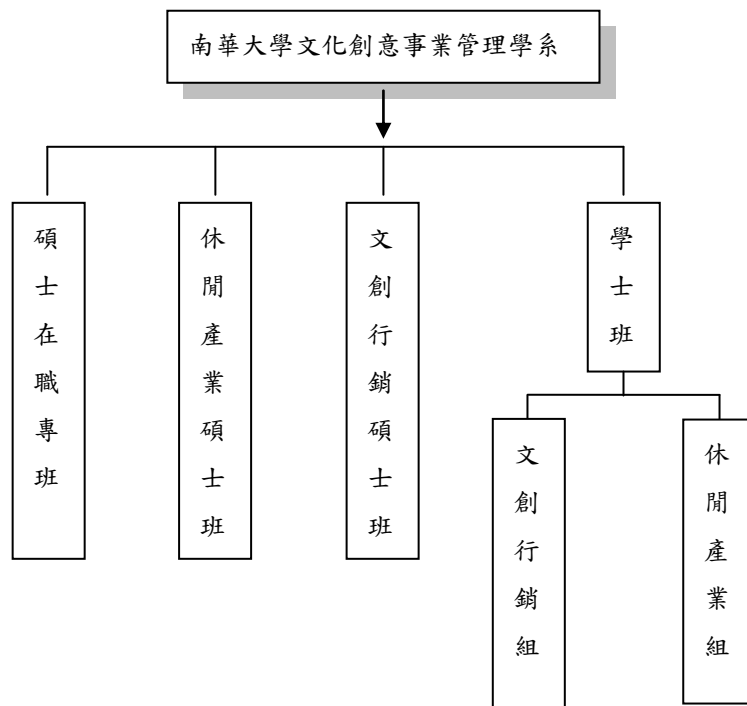 南華大學文化創意事業管理學系
碩士在職專班
休閒產業碩士班
文創行銷碩士班
學士班
文創行銷組
休閒產業組